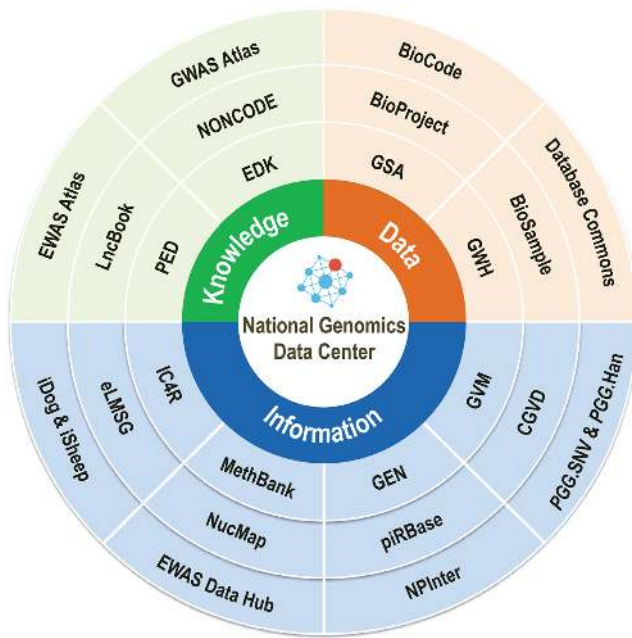 GWAS Atlas
BioCode
NONCODE
BioProject
EDK
GSA
EWAS Atlas
LncBook
PED
GWH
BioSample
Database Commons
Knowledge
Data
National Genomics
Data Center
Information
iDog & iSheep
eLMSG
IC4R
GVM
CGVD
PGG.SNV & PGG.Han
MethBank
GEN
NucMap
piRBase
EWAS Data Hub
NPInter